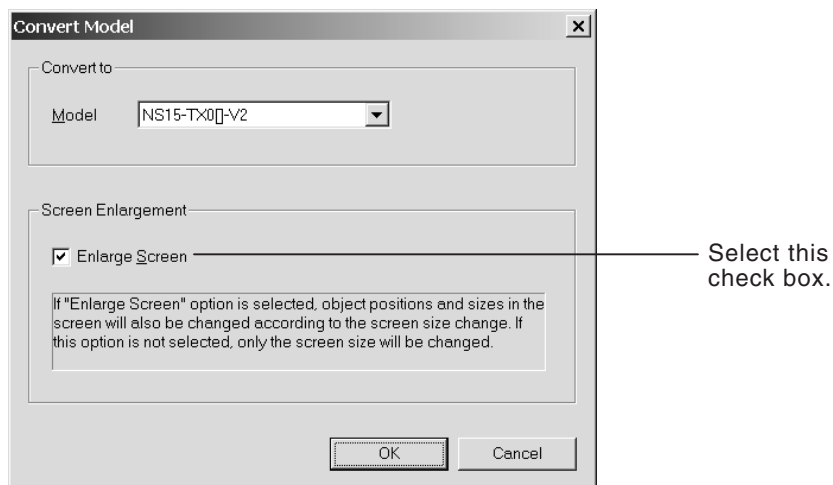 Convert Model
Convert to
Model
NS15-TX0[]-V2
Screen Enlargement
Enlarge Screen
Select this
check box.
If "Enlarge Screen" option is selected, object positions and sizes in the
screen will also be changed according to the screen size change. If
this option is not selected, only the screen size will be changed.
OK
Cancel